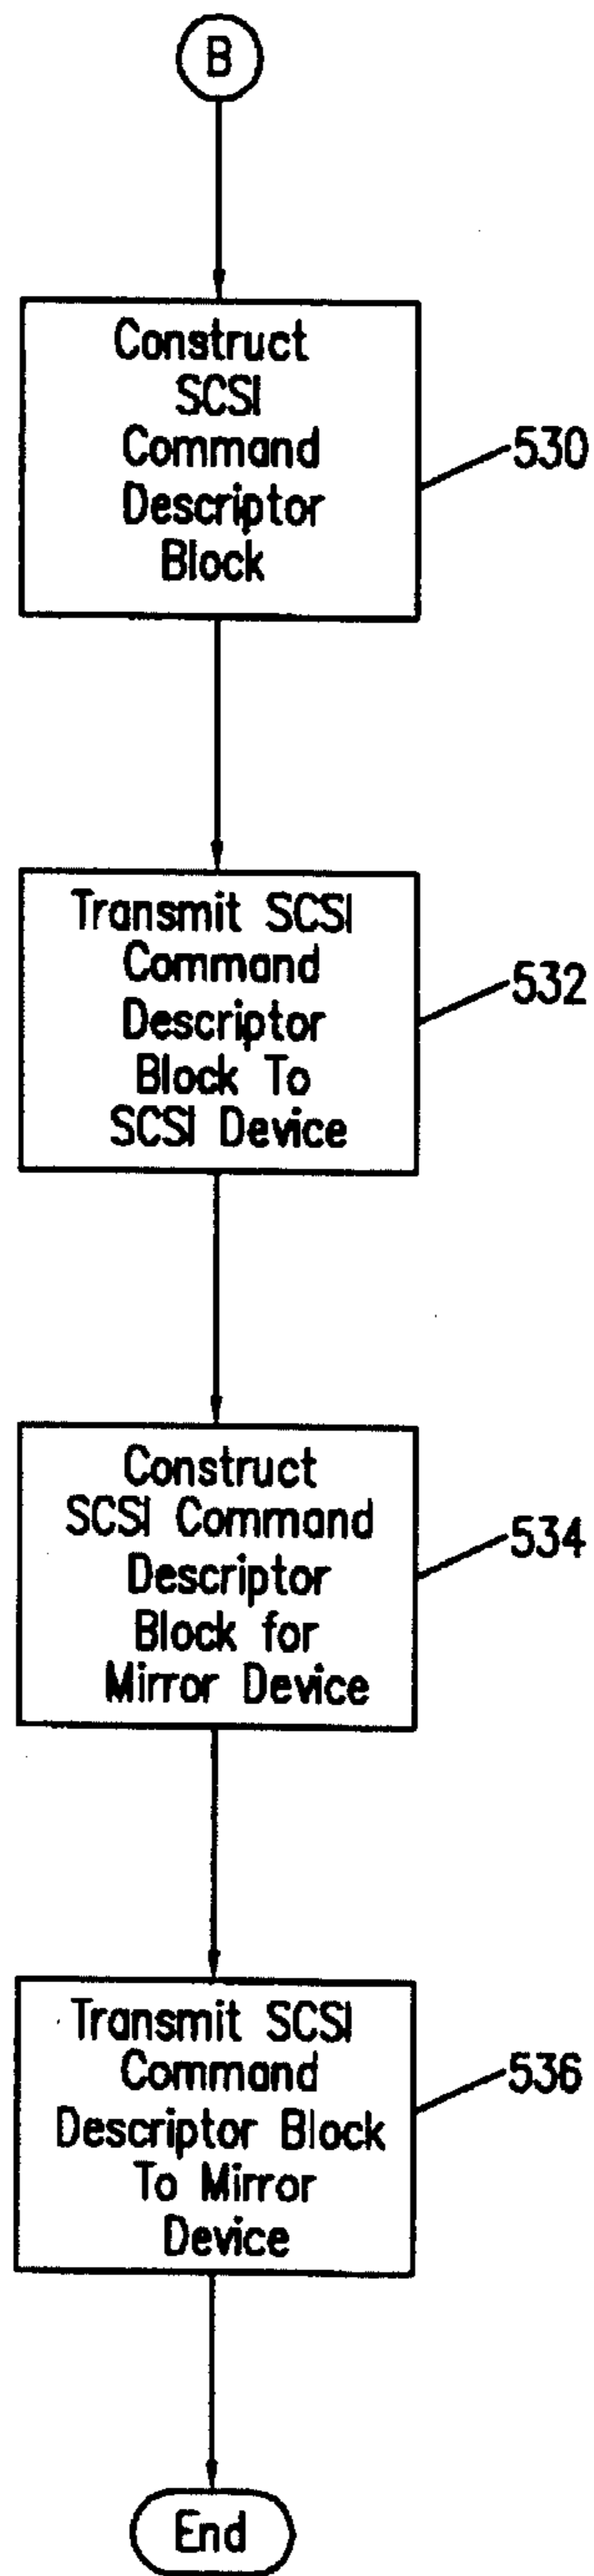 B
Construct
SCSI
Command
Descriptor
Block
530
Transmit SCSI
Command
Descriptor
Block To
SCSI Device
532
Construct
SCSI Command
Descriptor
Block for
Mirror Device
534
Transmit SCSI
Command
Descriptor Block
To Mirror
Device
536
End